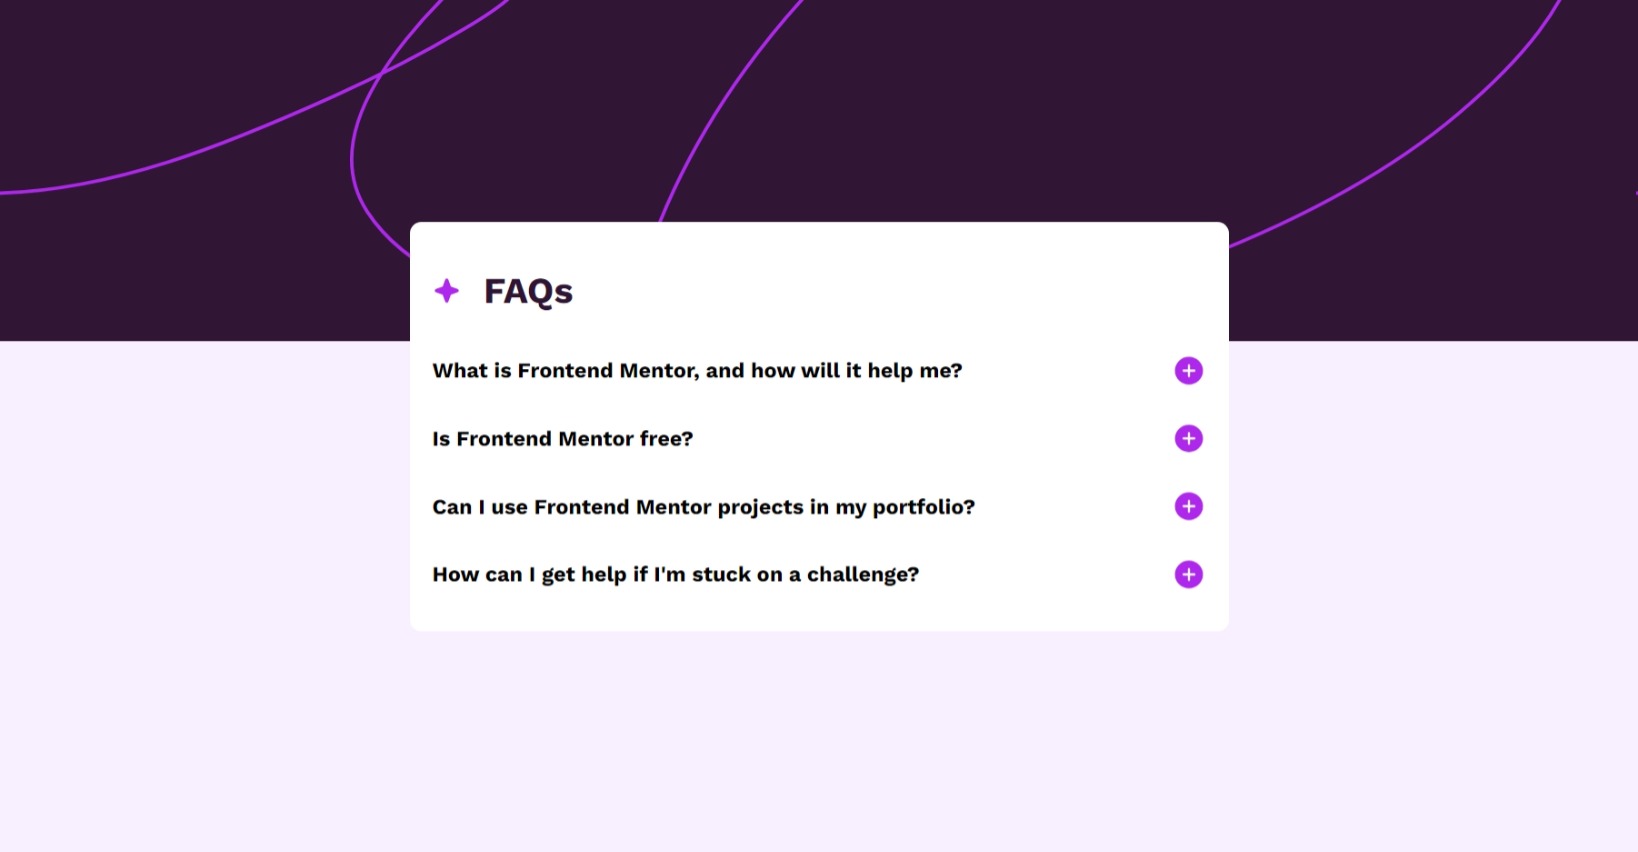 FAQs
What is Frontend Mentor, and how will it help me?
Is Frontend Mentor free?
Can I use Frontend Mentor projects in my portfolio?
How can I get help if I'm stuck on a challenge?